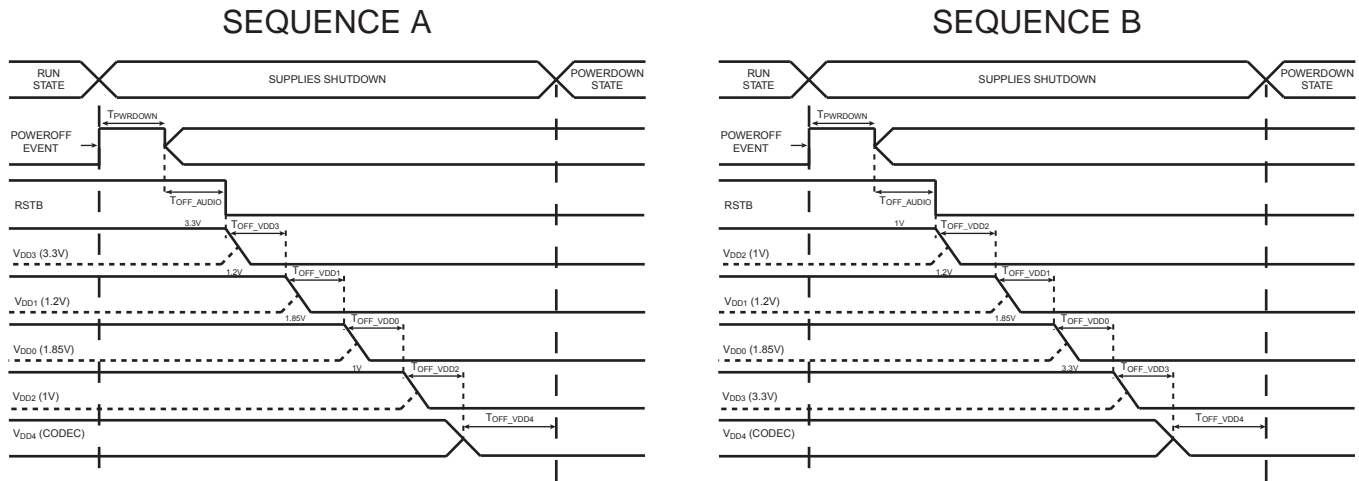 SEQUENCE A
RUN
STATE
SUPPLIES SHUTDOWN
POWERDOWN
STATE
TPWRDOWN
POWEROFF
EVENT
TOFF_AUDIO
RSTB
3.3V
TOFF_VDD3
VDD3 (3.3V)
1.2V
TOFF_VDD1
VDD1 (1.2V)
1.85V
TOFF_VDD0
VDD0 (1.85V)
1V
TOFF_VDD2
VDD2 (1V)
TOFF_VDD4
VDD4 (CODEC)
SEQUENCE B
RUN
STATE
SUPPLIES SHUTDOWN
POWERDOWN
STATE
TPWRDOWN
POWEROFF
EVENT
TOFF_AUDIO
RSTB
1V
TOFF_VDD2
VDD2 (1V)
1.2V
TOFF_VDD1
VDD1 (1.2V)
1.85V
TOFF_VDD0
VDD0 (1.85V)
3.3V
TOFF_VDD3
VDD3 (3.3V)
TOFF_VDD4
VDD4 (CODEC)